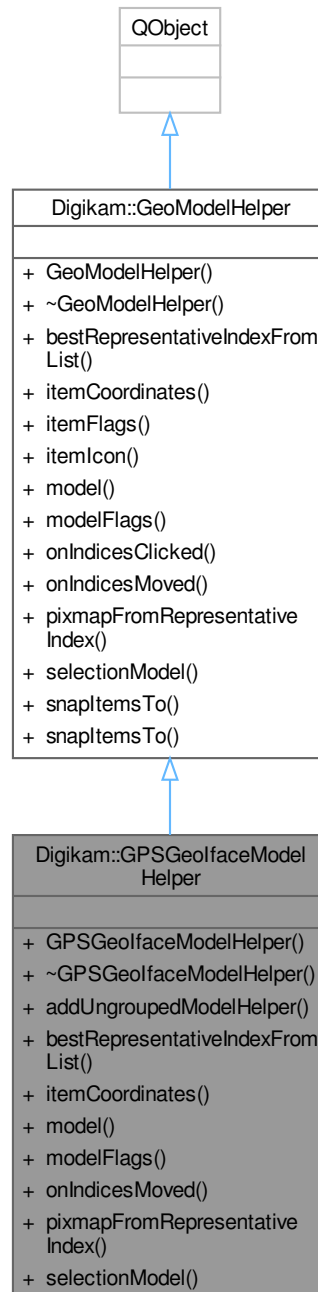 QObject
Digikam::GeoModelHelper
+ GeoModelHelper()
+ ~GeoModelHelper()
+ bestRepresentativeIndexFrom
List()
+ itemCoordinates()
+ itemFlags()
+ itemIcon()
+ model()
+ modelFlags()
+ onIndicesClicked()
+ onIndicesMoved()
+ pixmapFromRepresentative
Index()
+ selectionModel()
+ snapItemsTo()
+ snapItemsTo()
Digikam::GPSGeoIfaceModel
Helper
+ GPSGeoIfaceModelHelper()
+ ~GPSGeoIfaceModelHelper()
+ addUngroupedModelHelper()
+ bestRepresentativeIndexFrom
List()
+ itemCoordinates()
+ model()
+ modelFlags()
+ onIndicesMoved()
+ pixmapFromRepresentative
Index()
+ selectionModel()